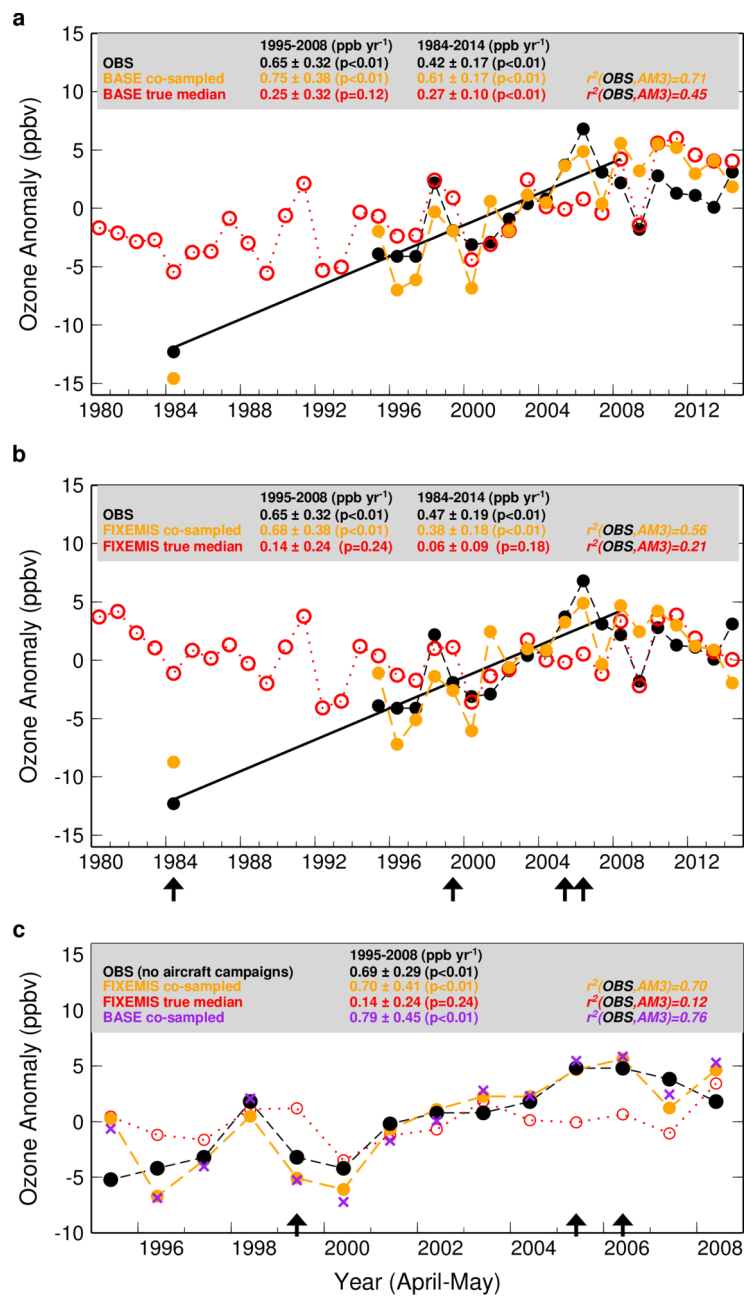 a
1995-2008 (ppb yr⁻¹) 1984-2014 (ppb yr⁻¹)
OBS 0.65 ± 0.32 (p<0.01) 0.42 ± 0.17 (p<0.01)
BASE co-sampled 0.75 ± 0.38 (p<0.01) 0.61 ± 0.17 (p<0.01) r²(OBS,AM3)=0.71
BASE true median 0.25 ± 0.32 (p=0.12) 0.27 ± 0.10 (p<0.01) r²(OBS,AM3)=0.45
Ozone Anomaly (ppbv)
15
10
5
0
-5
-10
-15
1980 1984 1988 1992 1996 2000 2004 2008 2012
b
1995-2008 (ppb yr⁻¹) 1984-2014 (ppb yr⁻¹)
OBS 0.65 ± 0.32 (p<0.01) 0.47 ± 0.19 (p<0.01)
FIXEMIS co-sampled 0.68 ± 0.38 (p<0.01) 0.38 ± 0.18 (p<0.01) r²(OBS,AM3)=0.56
FIXEMIS true median 0.14 ± 0.24 (p=0.24) 0.06 ± 0.09 (p=0.18) r²(OBS,AM3)=0.21
Ozone Anomaly (ppbv)
15
10
5
0
-5
-10
-15
1980 1984 1988 1992 1996 2000 2004 2008 2012
c
1995-2008 (ppb yr⁻¹)
OBS (no aircraft campaigns) 0.69 ± 0.29 (p<0.01)
FIXEMIS co-sampled 0.70 ± 0.41 (p<0.01) r²(OBS,AM3)=0.70
FIXEMIS true median 0.14 ± 0.24 (p=0.24) r²(OBS,AM3)=0.12
BASE co-sampled 0.79 ± 0.45 (p<0.01) r²(OBS,AM3)=0.76
Ozone Anomaly (ppbv)
15
10
5
0
-5
-10
1996 1998 2000 2002 2004 2006 2008
Year (April-May)